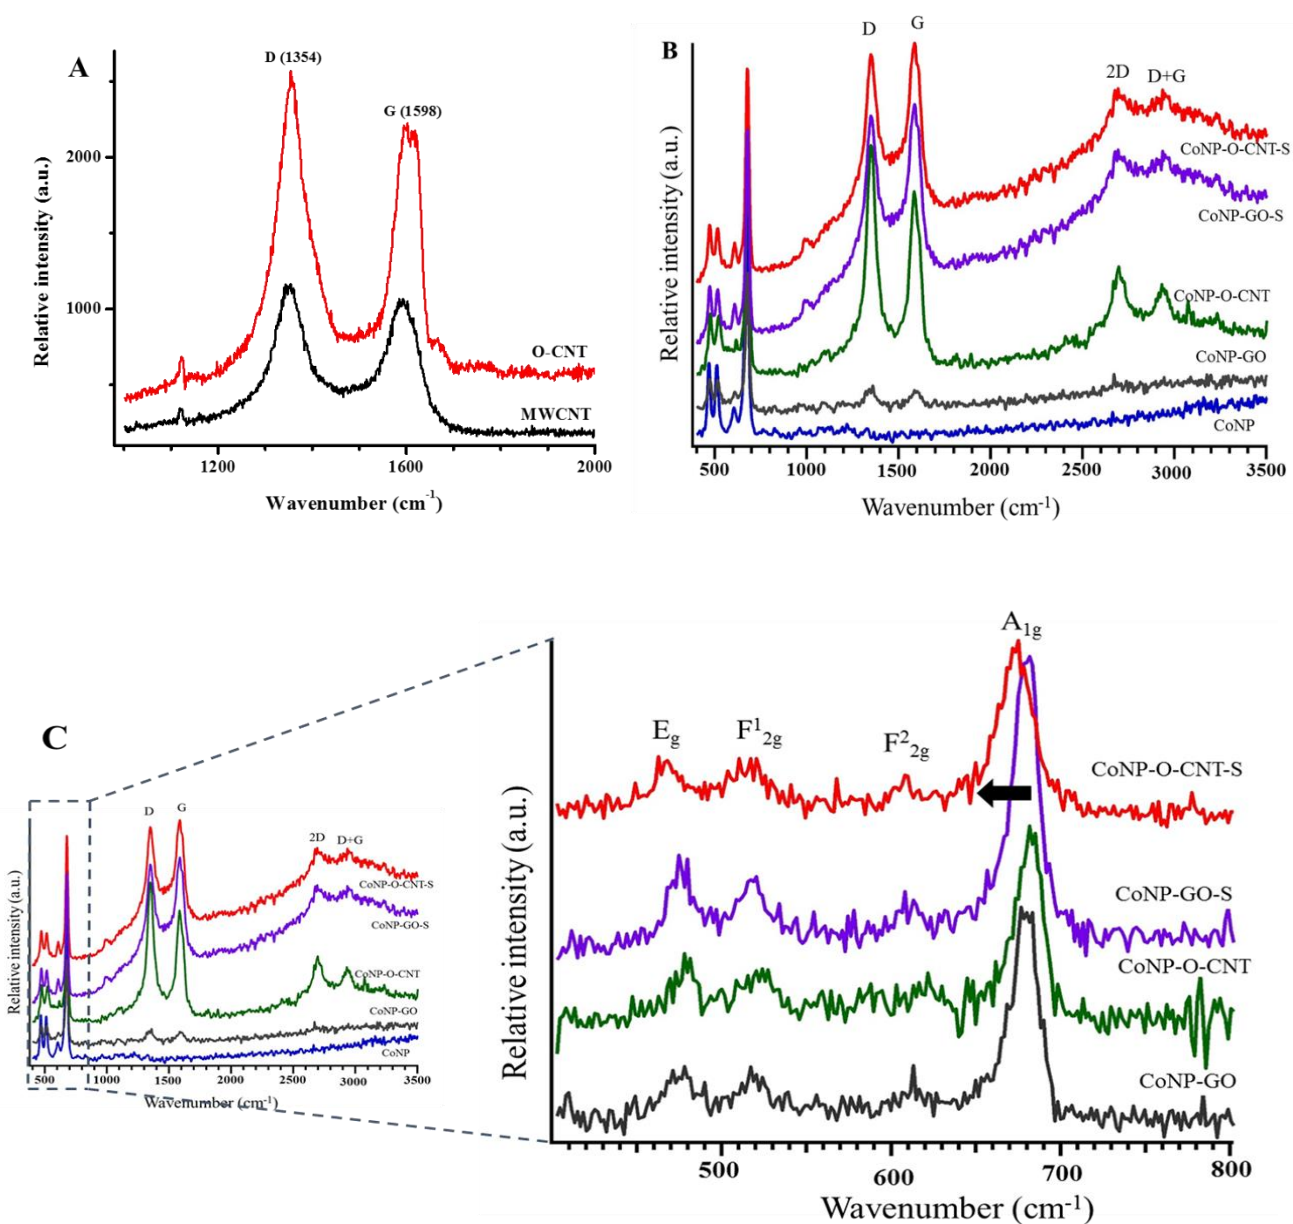 A
D (1354)
G (1598)
2000
1000
Relative intensity (a.u.)
O-CNT
MWCNT
1200
1600
2000
Wavenumber (cm⁻¹)
B
D
G
2D
D+G
Relative intensity (a.u.)
CoNP-O-CNT-S
CoNP-GO-S
CoNP-O-CNT
CoNP-GO
CoNP
500
1000
1500
2000
2500
3000
3500
Wavenumber (cm⁻¹)
C
D
G
2D
D+G
Relative intensity (a.u.)
CoNP-O-CNT-S
CoNP-GO-S
CoNP-O-CNT
CoNP-GO
CoNP
500
1000
1500
2000
2500
3000
3500
Wavenumber (cm⁻¹)
A₁g
Eg
F¹₂g
F²₂g
Relative intensity (a.u.)
CoNP-O-CNT-S
CoNP-GO-S
CoNP-O-CNT
CoNP-GO
500
600
700
800
Wavenumber (cm⁻¹)